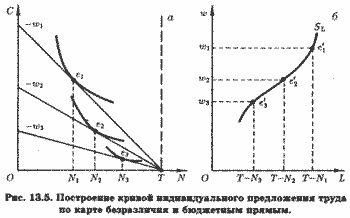 C
а
w
б
-w₁
-w₂
-w₃
e₁
e₂
e₃
w₁
w₂
w₃
S_L
e'₁
e'₂
e'₃
O
N₁
N₂
N₃
T
N
O
T-N₃
T-N₂
T-N₁
L
Рис. 13.5. Построение кривой индивидуального предложения труда
по карте безразличия и бюджетным прямым.